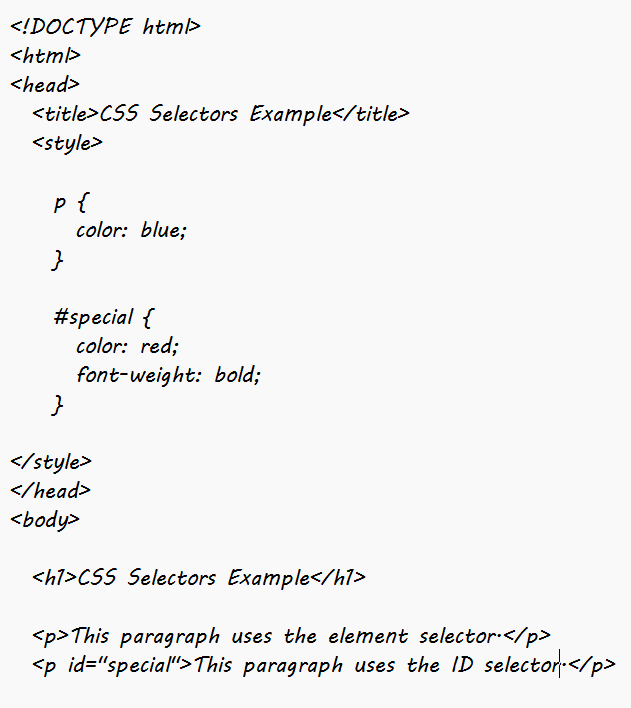 <!DOCTYPE html>
<html>
<head>
<title>CSS Selectors Example</title>
<style>
p {
color: blue;
}
#special {
color: red;
font-weight: bold;
}
</style>
</head>
<body>
<h1>CSS Selectors Example</h1>
<p>This paragraph uses the element selector.</p>
<p id="special">This paragraph uses the ID selector.</p>